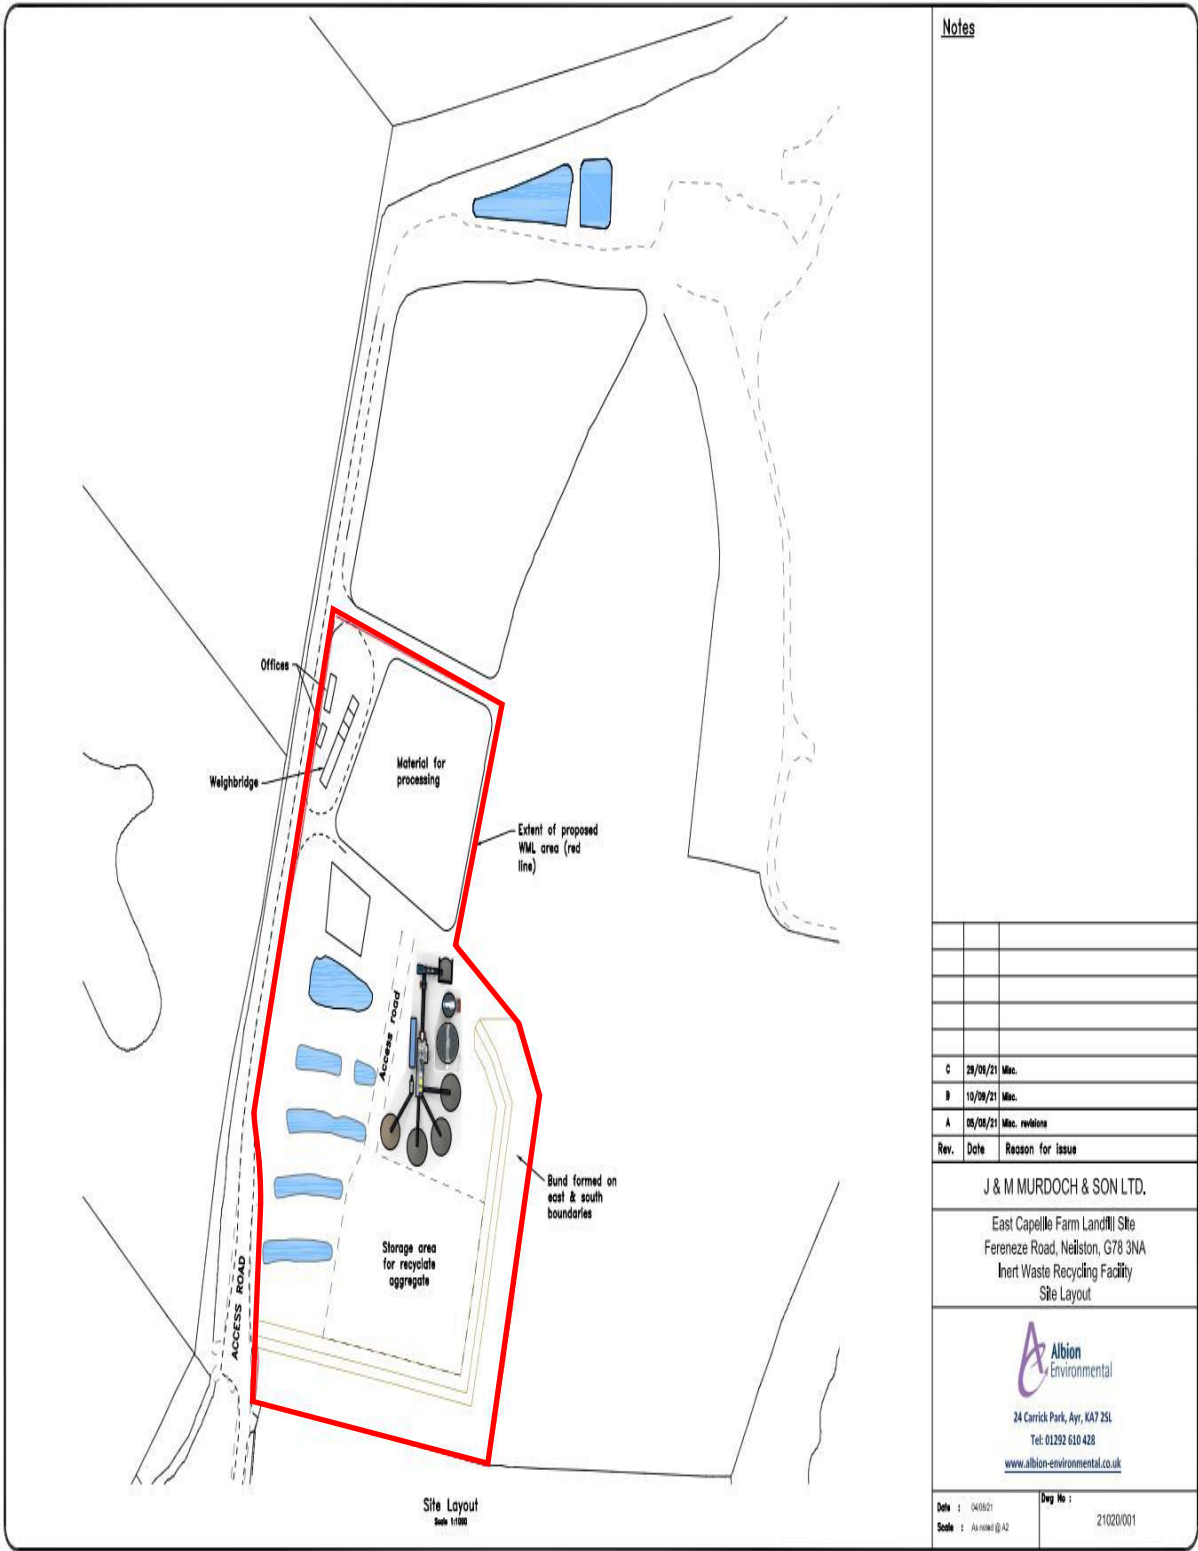 Notes
Offices
Weighbridge
Material for
processing
Extent of proposed
WML area (red
line)
Access road
Bund formed on
east & south
boundaries
Storage area
for recyclate
aggregate
ACCESS ROAD
Site Layout
Scale 1:1000
C 29/09/21 Misc.
B 10/09/21 Misc.
A 05/08/21 Misc. revisions
Rev. Date Reason for issue
J & M MURDOCH & SON LTD.
East Capellie Farm Landfill Site
Fereneze Road, Neilston, G78 3NA
Inert Waste Recycling Facility
Site Layout
Albion
Environmental
24 Carrick Park, Ayr, KA7 2SL
Tel: 01292 610 428
www.albion-environmental.co.uk
Date : 04/08/21
Scale : As noted @ A2
Dwg No :
21020/001